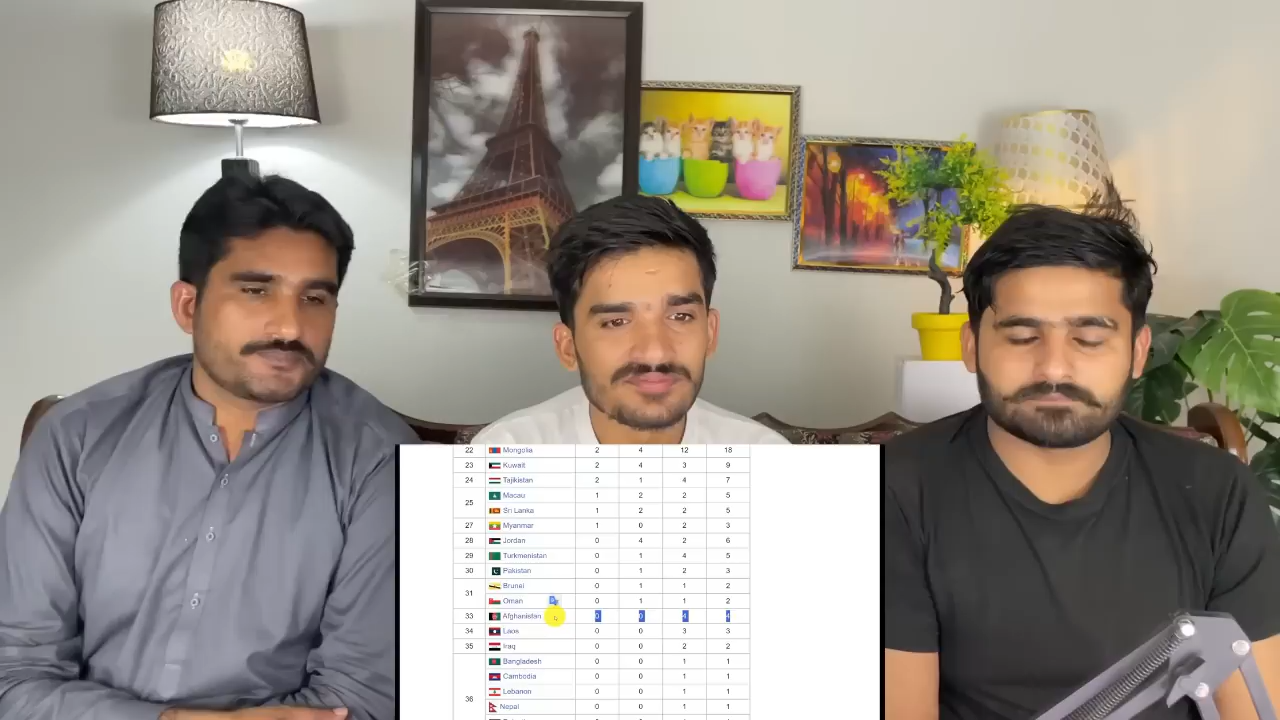 22 Mongolia 2 4 12 18
23 Kuwait 2 4 3 9
24 Tajikistan 2 1 4 7
25 Macau 1 2 2 5
Sri Lanka 1 2 2 5
27 Myanmar 1 0 2 3
28 Jordan 0 4 2 6
29 Turkmenistan 0 1 4 5
30 Pakistan 0 1 2 3
31 Brunei 0 1 1 2
Oman 0 1 1 2
33 Afghanistan 0 0 4 4
34 Laos 0 0 3 3
35 Iraq 0 0 2 2
36 Bangladesh 0 0 1 1
Cambodia 0 0 1 1
Lebanon 0 0 1 1
Nepal 0 0 1 1